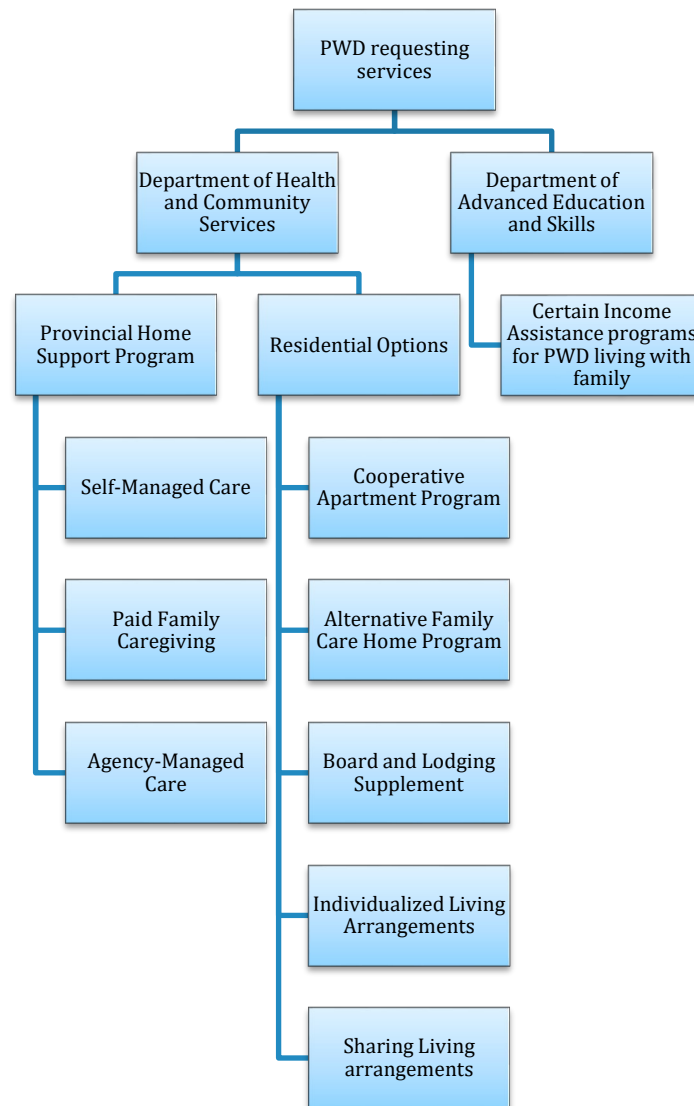 PWD requesting
services
Department of Health
and Community
Services
Department of
Advanced Education
and Skills
Provincial Home
Support Program
Residential Options
Certain Income
Assistance programs
for PWD living with
family
Self-Managed Care
Paid Family
Caregiving
Agency-Managed
Care
Cooperative
Apartment Program
Alternative Family
Care Home Program
Board and Lodging
Supplement
Individualized Living
Arrangements
Sharing Living
arrangements